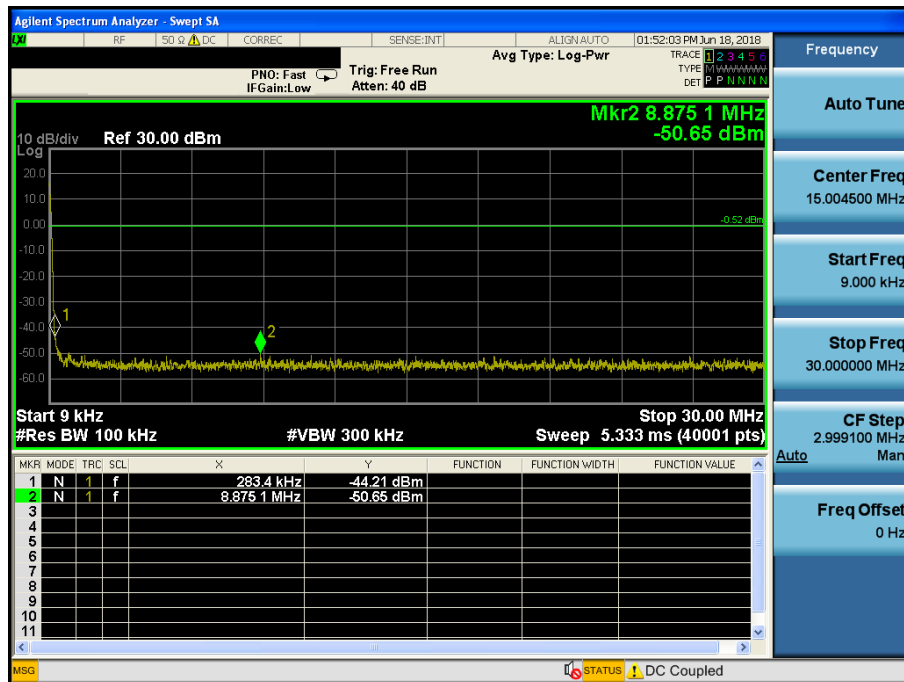 Agilent Spectrum Analyzer - Swept SA
LXI RF 50 Ω DC CORREC SENSE:INT ALIGN AUTO 01:52:03 PM Jun 18, 2018
Avg Type: Log-Pwr
TRACE 1 2 3 4 5 6
PNO: Fast Trig: Free Run
TYPE M W W W W W
IFGain:Low Atten: 40 dB
DET P P N N N N
Mkr2 8.875 1 MHz
-50.65 dBm
10 dB/div Ref 30.00 dBm
Log
20.0
10.0
0.00
-0.52 dBm
-10.0
-20.0
-30.0
1
-40.0
2
-50.0
-60.0
Start 9 kHz Stop 30.00 MHz
#Res BW 100 kHz #VBW 300 kHz Sweep 5.333 ms (40001 pts)
MKR MODE TRC SCL X Y FUNCTION FUNCTION WIDTH FUNCTION VALUE
1 N 1 f 283.4 kHz -44.21 dBm
2 N 1 f 8.875 1 MHz -50.65 dBm
3
4
5
6
7
8
9
10
11
MSG STATUS DC Coupled
Frequency
Auto Tune
Center Freq
15.004500 MHz
Start Freq
9.000 kHz
Stop Freq
30.000000 MHz
CF Step
2.999100 MHz
Auto Man
Freq Offset
0 Hz